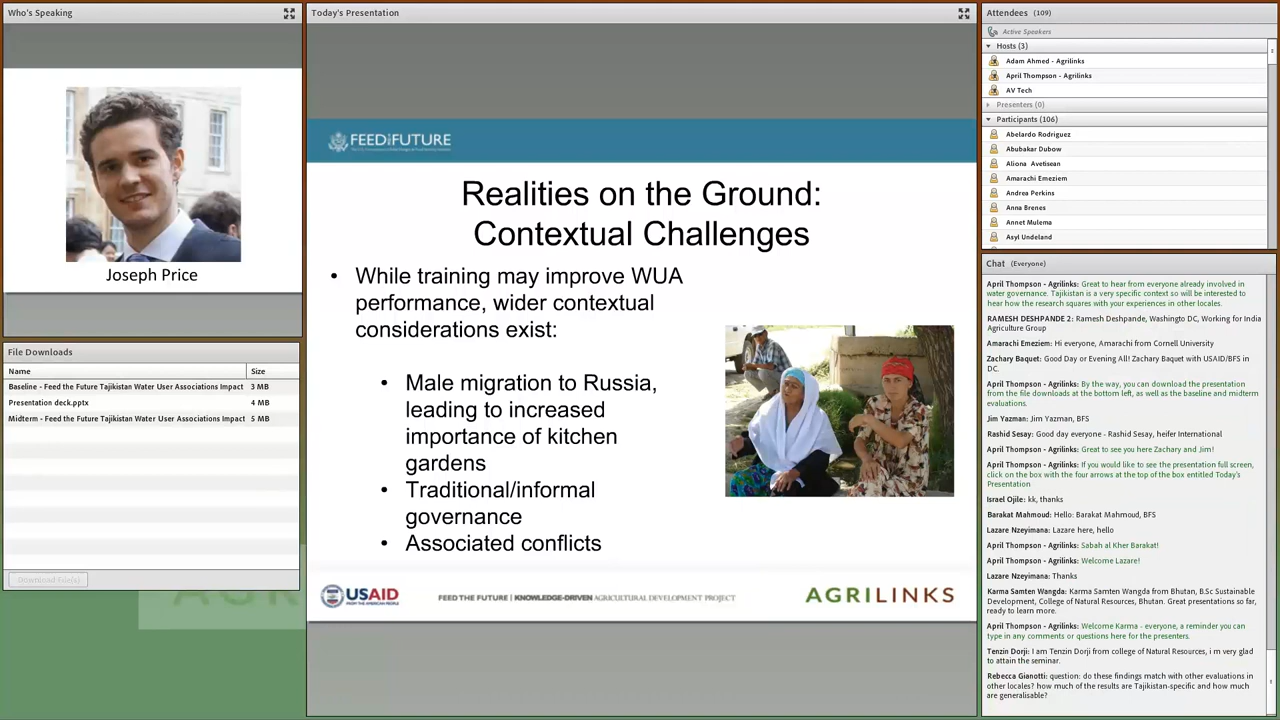 Who's Speaking
Joseph Price
File Downloads
Name Size
Baseline - Feed the Future Tajikistan Water User Associations Impact 3 MB
Presentation deck.pptx 4 MB
Midterm - Feed the Future Tajikistan Water User Associations Impact 5 MB
Download File(s)
Today's Presentation
FEED THE FUTURE
Realities on the Ground:
Contextual Challenges
• While training may improve WUA
performance, wider contextual
considerations exist:
• Male migration to Russia,
leading to increased
importance of kitchen
gardens
• Traditional/informal
governance
• Associated conflicts
USAID
FROM THE AMERICAN PEOPLE
FEED THE FUTURE | KNOWLEDGE-DRIVEN AGRICULTURAL DEVELOPMENT PROJECT
AGRILINKS
Attendees (109)
Active Speakers
Hosts (3)
Adam Ahmed - Agrilinks
April Thompson - Agrilinks
AV Tech
Presenters (0)
Participants (106)
Abelardo Rodriguez
Abubakar Dubow
Aliona Avetisean
Amarachi Emeziem
Andrea Perkins
Anna Brenes
Annet Mulema
Asyl Undeland
Chat (Everyone)
April Thompson - Agrilinks: Great to hear from everyone already involved in
water governance. Tajikistan is a very specific context so will be interested to
hear how the research squares with your experiences in other locales.
RAMESH DESHPANDE 2: Ramesh Deshpande, Washingto DC, Working for India
Agriculture Group
Amarachi Emeziem: Hi everyone, Amarachi from Cornell University
Zachary Baquet: Good Day or Evening All! Zachary Baquet with USAID/BFS in
DC.
April Thompson - Agrilinks: By the way, you can download the presentation
from the file downloads at the bottom left, as well as the baseline and midterm
evaluations.
Jim Yazman: Jim Yazman, BFS
Rashid Sesay: Good day everyone - Rashid Sesay, heifer International
April Thompson - Agrilinks: Great to see you here Zachary and Jim!
April Thompson - Agrilinks: If you would like to see the presentation full screen,
click on the box with the four arrows at the top of the box entitled Today's
Presentation
Israel Ojile: kk, thanks
Barakat Mahmoud: Hello: Barakat Mahmoud, BFS
Lazare Nzeyimana: Lazare here, hello
April Thompson - Agrilinks: Sabah al Kher Barakat!
April Thompson - Agrilinks: Welcome Lazare!
Lazare Nzeyimana: Thanks
Karma Samten Wangda: Karma Samten Wangda from Bhutan, B.Sc Sustainable
Development, College of Natural Resources, Bhutan. Great presentations so far,
ready to learn more.
April Thompson - Agrilinks: Welcome Karma - everyone, a reminder you can
type in any comments or questions here for the presenters.
Tenzin Dorji: I am Tenzin Dorji from college of Natural Resources, i m very glad
to attain the seminar.
Rebecca Gianotti: question: do these findings match with other evaluations in
other locales? how much of the results are Tajikistan-specific and how much
are generalisable?